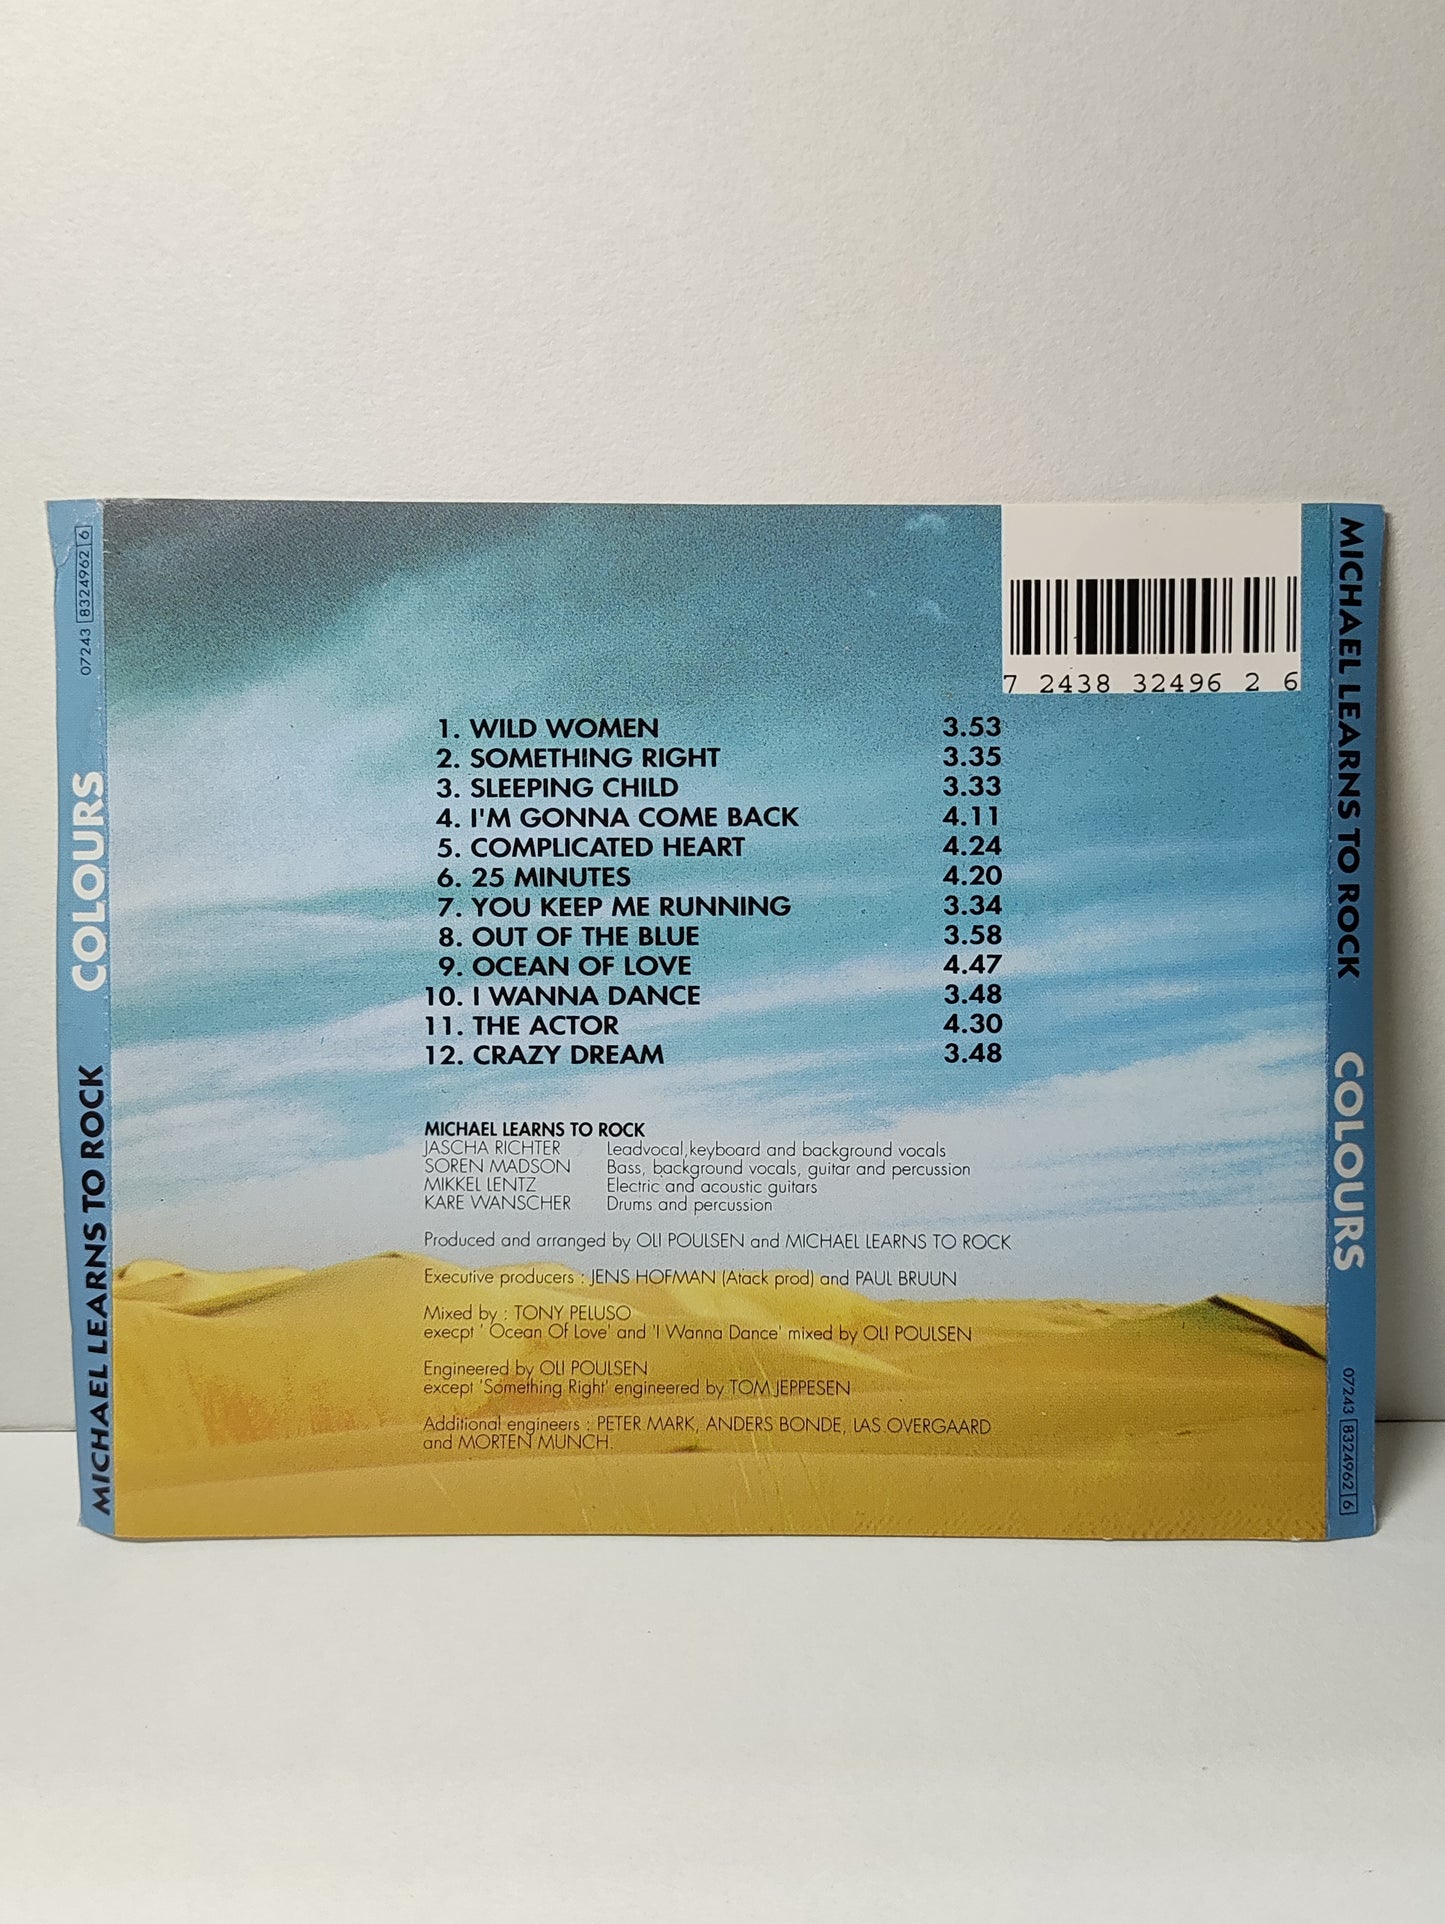 07243 8324962 6
COLOURS
MICHAEL LEARNS TO ROCK
7 24383 24962 6
1. WILD WOMEN 3.53
2. SOMETHING RIGHT 3.35
3. SLEEPING CHILD 3.33
4. I'M GONNA COME BACK 4.11
5. COMPLICATED HEART 4.24
6. 25 MINUTES 4.20
7. YOU KEEP ME RUNNING 3.34
8. OUT OF THE BLUE 3.58
9. OCEAN OF LOVE 4.47
10. I WANNA DANCE 3.48
11. THE ACTOR 4.30
12. CRAZY DREAM 3.48
MICHAEL LEARNS TO ROCK
JASCHA RICHTER Leadvocal,keyboard and background vocals
SOREN MADSON Bass, background vocals, guitar and percussion
MIKKEL LENTZ Electric and acoustic guitars
KARE WANSCHER Drums and percussion
Produced and arranged by OLI POULSEN and MICHAEL LEARNS TO ROCK
Executive producers : JENS HOFMAN (Atack prod) and PAUL BRUUN
Mixed by : TONY PELUSO
execpt ' Ocean Of Love' and 'I Wanna Dance' mixed by OLI POULSEN
Engineered by OLI POULSEN
except 'Something Right' engineered by TOM JEPPESEN
Additional engineers : PETER MARK, ANDERS BONDE, LAS OVERGAARD
and MORTEN MUNCH.
MICHAEL LEARNS TO ROCK
COLOURS
07243 8324962 6